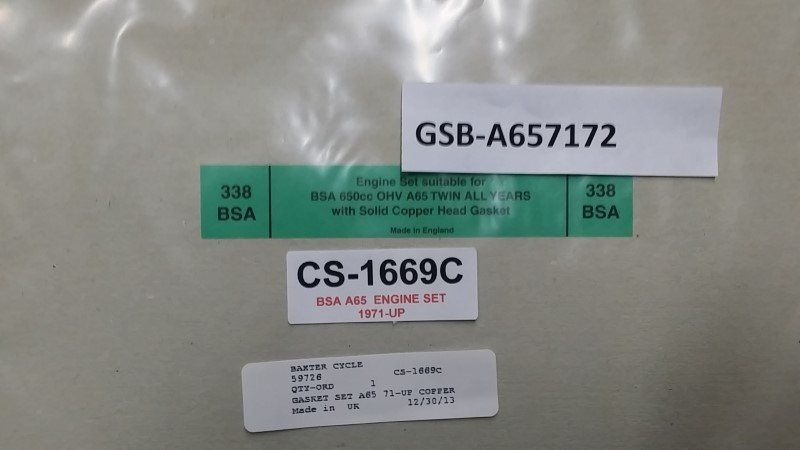 GSB-A657172
338
BSA
Engine Set suitable for
BSA 650cc OHV A65 TWIN ALL YEARS
with Solid Copper Head Gasket
Made in England
338
BSA
CS-1669C
BSA A65 ENGINE SET
1971-UP
BAXTER CYCLE
59726 CS-1669C
QTY-ORD 1
GASKET SET A65 71-UP COPPER
Made in UK 12/30/13